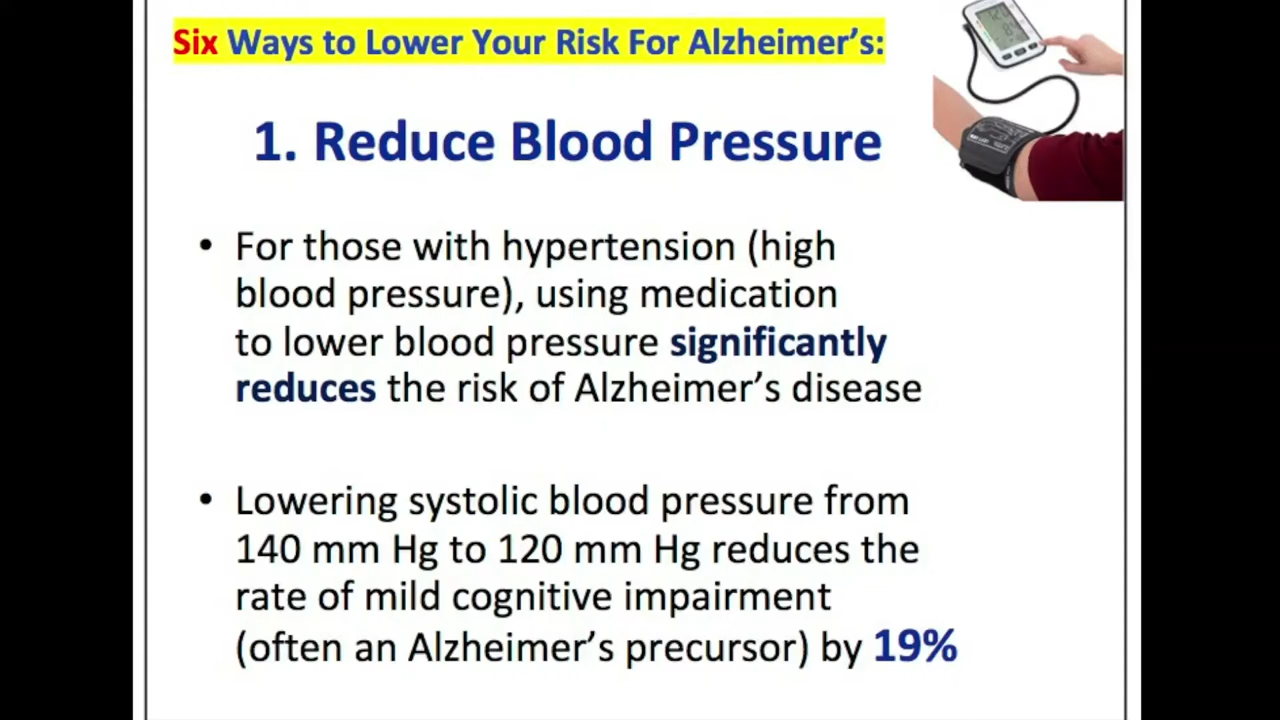 Six Ways to Lower Your Risk For Alzheimer's:
1. Reduce Blood Pressure
• For those with hypertension (high
blood pressure), using medication
to lower blood pressure significantly
reduces the risk of Alzheimer's disease
• Lowering systolic blood pressure from
140 mm Hg to 120 mm Hg reduces the
rate of mild cognitive impairment
(often an Alzheimer's precursor) by 19%